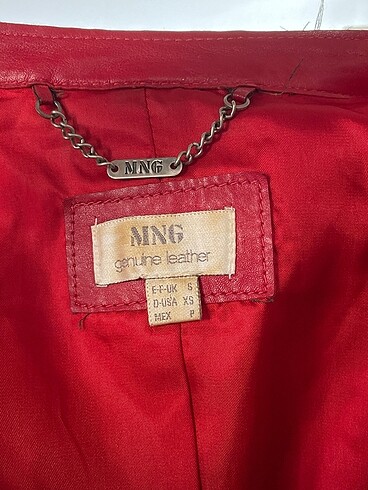 MNG
MNG
genuine leather
E-F-UK S
D-USA XS
MEX P